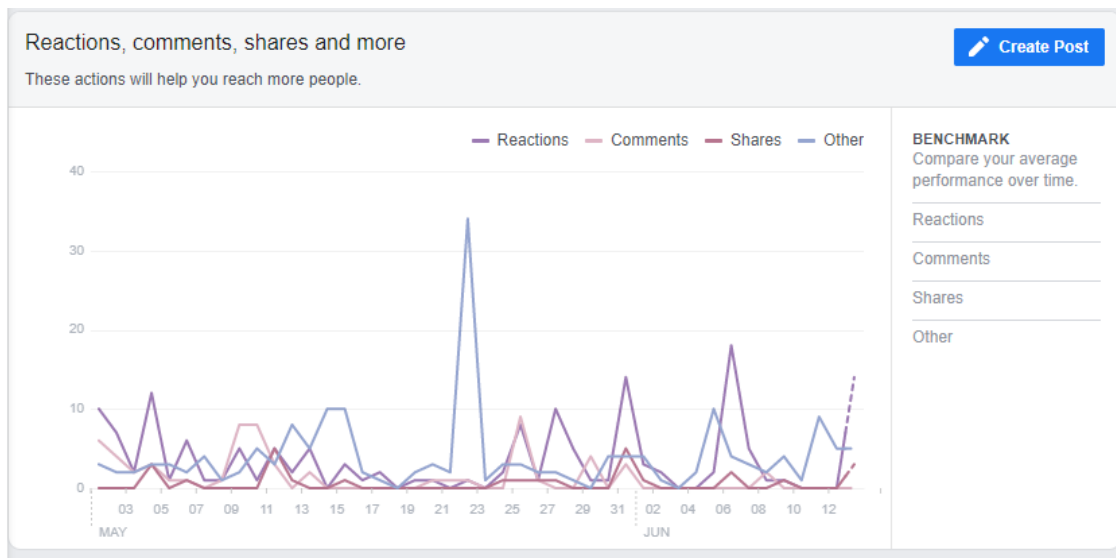 Reactions, comments, shares and more
Create Post
These actions will help you reach more people.
Reactions Comments Shares Other
BENCHMARK
Compare your average
performance over time.
Reactions
Comments
Shares
Other
40
30
20
10
0
03 05 07 09 11 13 15 17 19 21 23 25 27 29 31 02 04 06 08 10 12
MAY JUN